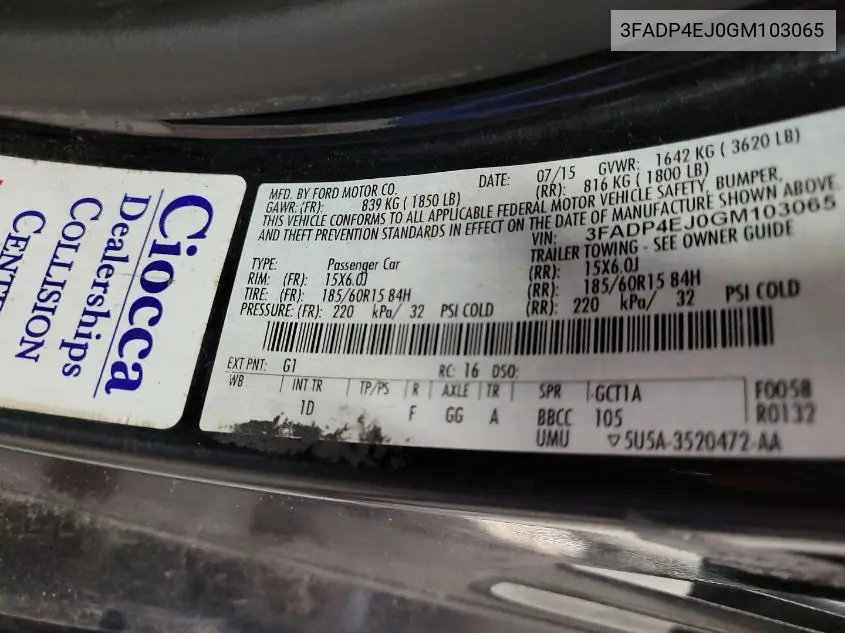 3FADP4EJ0GM103065
Ciocca
Dealerships
COLLISION
MFD. BY FORD MOTOR CO. DATE: 07/15 GVWR: 1642 KG ( 3620 LB)
GAWR:(FR): 839 KG ( 1850 LB) (RR): 816 KG ( 1800 LB)
THIS VEHICLE CONFORMS TO ALL APPLICABLE FEDERAL MOTOR VEHICLE SAFETY, BUMPER,
AND THEFT PREVENTION STANDARDS IN EFFECT ON THE DATE OF MANUFACTURE SHOWN ABOVE.
VIN: 3FADP4EJ0GM103065
TRAILER TOWING - SEE OWNER GUIDE
TYPE: Passenger Car
RIM: (FR): 15X6.0J (RR): 15X6.0J
TIRE: (FR): 185/60R15 84H (RR): 185/60R15 84H
PRESSURE:(FR): 220 kPa/ 32 PSI COLD (RR): 220 kPa/ 32 PSI COLD
EXT PNT: G1 RC: 16 DSO:
WB INT TR TP/PS R AXLE TR SPR GCT1A F0058
1D F GG A BBCC 105 R0132
UMU ▽5U5A-3520472-AA